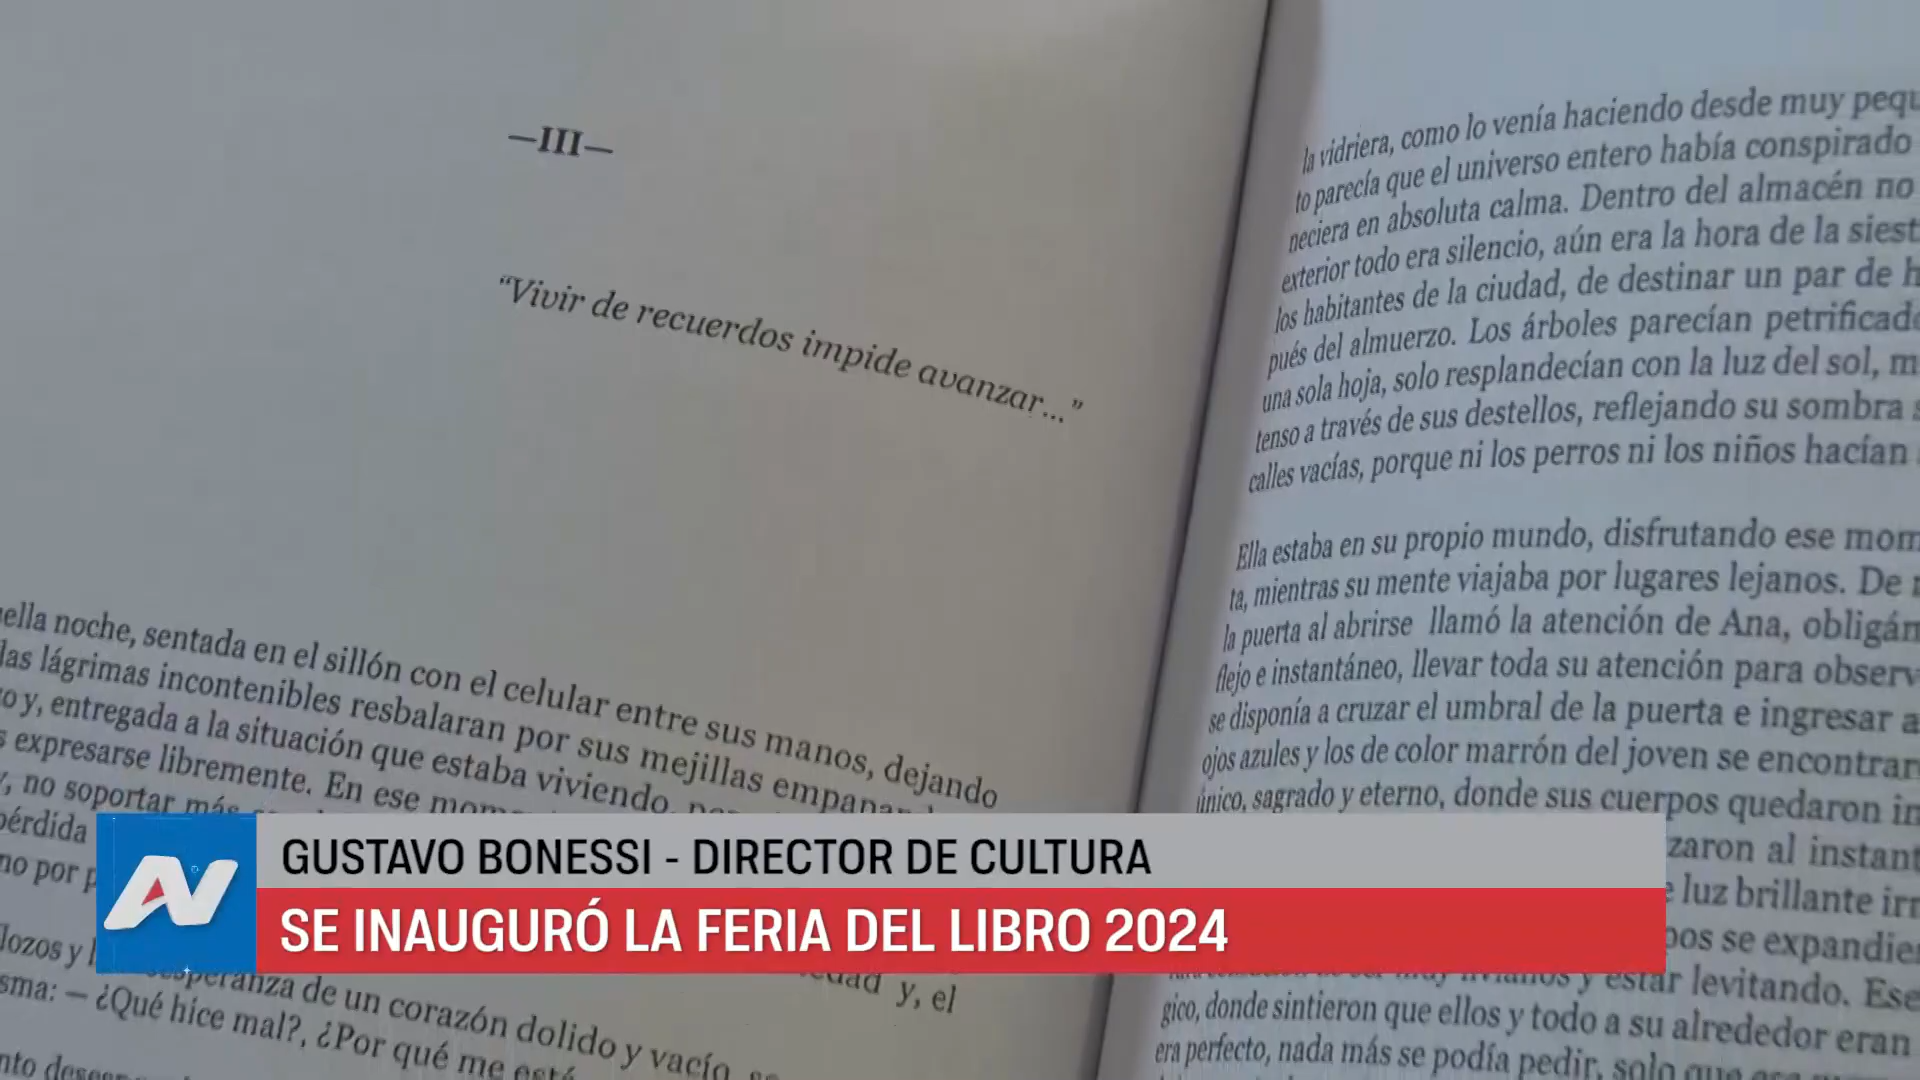 —III—
“Vivir de recuerdos impide avanzar...”
noche, sentada en el sillón con el celular entre sus manos, dejando
las lágrimas incontenibles resbalaran por sus mejillas
y, entregada a la situación que estaba viviendo,
expresarse libremente. En ese
no soportar más
pérdida
no por
y
esperanza de un corazón dolido y vacío
— ¿Qué hice mal?, ¿Por qué me
y, el
la vidriera, como lo venía haciendo desde muy
to parecía que el universo entero había conspirado
neciera en absoluta calma. Dentro del almacén no
exterior todo era silencio, aún era la hora de la
los habitantes de la ciudad, de destinar un par de
pués del almuerzo. Los árboles parecían
una sola hoja, solo resplandecían con la luz del sol,
tenso a través de sus destellos, reflejando su sombra
calles vacías, porque ni los perros ni los niños hacían
Ella estaba en su propio mundo, disfrutando ese
ta, mientras su mente viajaba por lugares lejanos. De
la puerta al abrirse llamó la atención de Ana,
flejo e instantáneo, llevar toda su atención para
se disponía a cruzar el umbral de la puerta e ingresar
ojos azules y los de color marrón del joven se
único, sagrado y eterno, donde sus cuerpos quedaron
zaron al
luz brillante
se
y estar levitando.
gico, donde sintieron que ellos y todo a su alrededor eran
era perfecto, nada más se podía pedir, solo que
AN
GUSTAVO BONESSI - DIRECTOR DE CULTURA
SE INAUGURÓ LA FERIA DEL LIBRO 2024